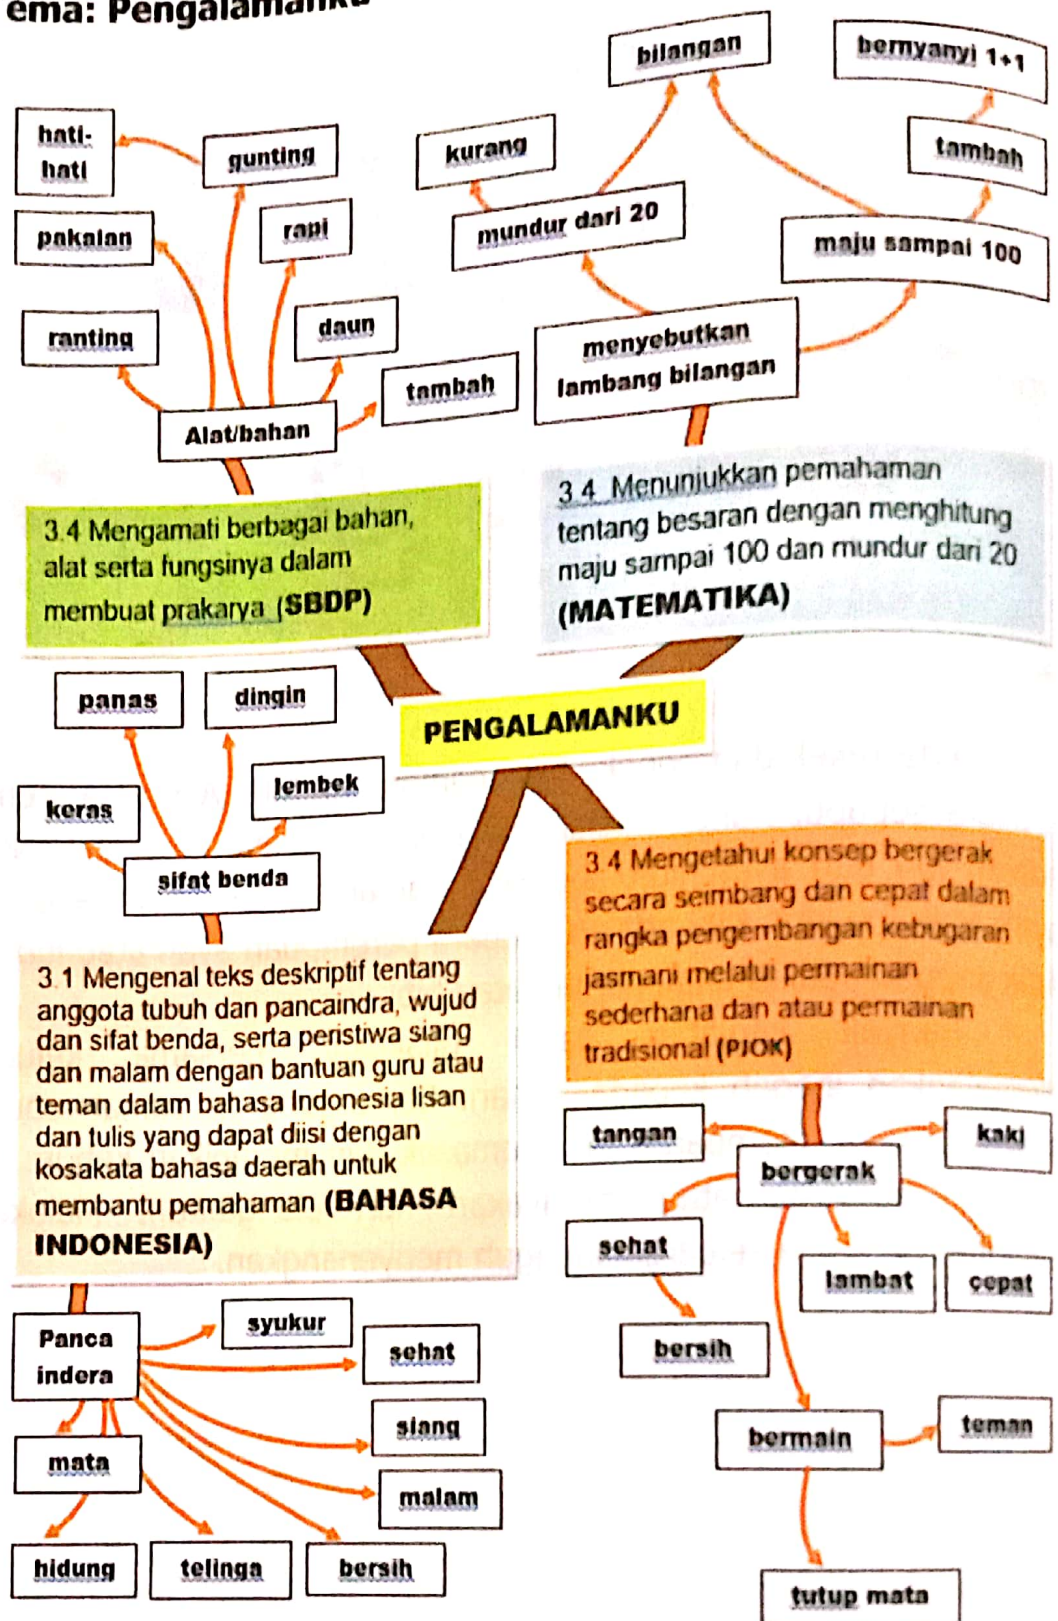 ema: Pengalamanku
bilangan
bernyanyi 1+1
hati-
hati
gunting
kurang
tambah
pakaian
rapi
mundur dari 20
maju sampai 100
ranting
daun
menyebutkan
lambang bilangan
tambah
Alat/bahan
3.4 Mengamati berbagai bahan,
alat serta fungsinya dalam
membuat prakarya (SBDP)
3.4 Menunjukkan pemahaman
tentang besaran dengan menghitung
maju sampai 100 dan mundur dari 20
(MATEMATIKA)
panas
dingin
PENGALAMANKU
keras
lembek
sifat benda
3.4 Mengetahui konsep bergerak
secara seimbang dan cepat dalam
rangka pengembangan kebugaran
jasmani melalui permainan
sederhana dan atau permainan
tradisional (PJOK)
3.1 Mengenal teks deskriptif tentang
anggota tubuh dan pancaindra, wujud
dan sifat benda, serta peristiwa siang
dan malam dengan bantuan guru atau
teman dalam bahasa Indonesia lisan
dan tulis yang dapat diisi dengan
kosakata bahasa daerah untuk
membantu pemahaman (BAHASA
INDONESIA)
tangan
kaki
bergerak
sehat
lambat
cepat
bersih
bermain
teman
tutup mata
Panca
indera
syukur
sehat
siang
mata
malam
hidung
telinga
bersih